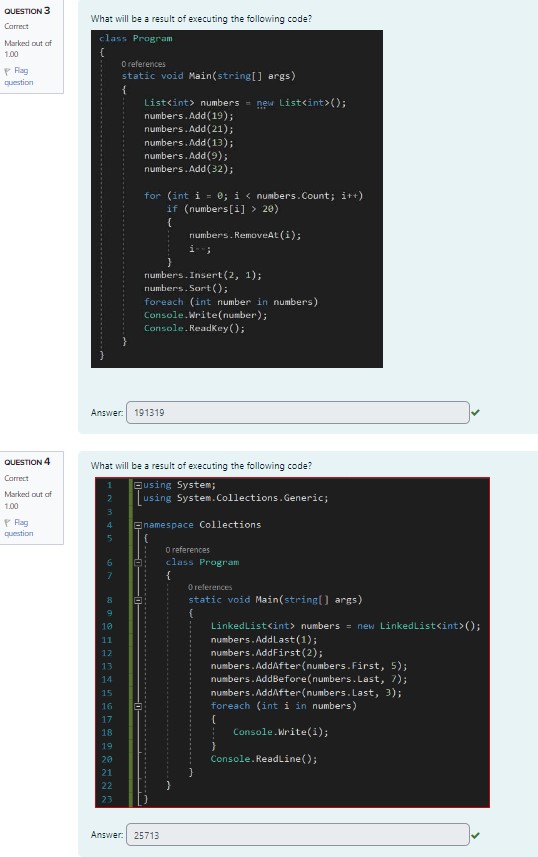 QUESTION 3
Correct
Marked out of
1.00
Flag
question
What will be a result of executing the following code?
class Program
{
0 references
static void Main(string[] args)
{
List<int> numbers = new List<int>();
numbers.Add(19);
numbers.Add(21);
numbers.Add(13);
numbers.Add(9);
numbers.Add(32);
for (int i = 0; i < numbers.Count; i++)
if (numbers[i] > 20)
{
numbers.RemoveAt(i);
i--;
}
numbers.Insert(2, 1);
numbers.Sort();
foreach (int number in numbers)
Console.Write(number);
Console.ReadKey();
}
}
Answer: 191319
QUESTION 4
Correct
Marked out of
1.00
Flag
question
What will be a result of executing the following code?
1 using System;
2 using System.Collections.Generic;
3
4 namespace Collections
5 {
0 references
6 class Program
7 {
0 references
8 static void Main(string[] args)
9 {
10 LinkedList<int> numbers = new LinkedList<int>();
11 numbers.AddLast(1);
12 numbers.AddFirst(2);
13 numbers.AddAfter(numbers.First, 5);
14 numbers.AddBefore(numbers.Last, 7);
15 numbers.AddAfter(numbers.Last, 3);
16 foreach (int i in numbers)
17 {
18 Console.Write(i);
19 }
20 Console.ReadLine();
21 }
22 }
23 }
Answer: 25713